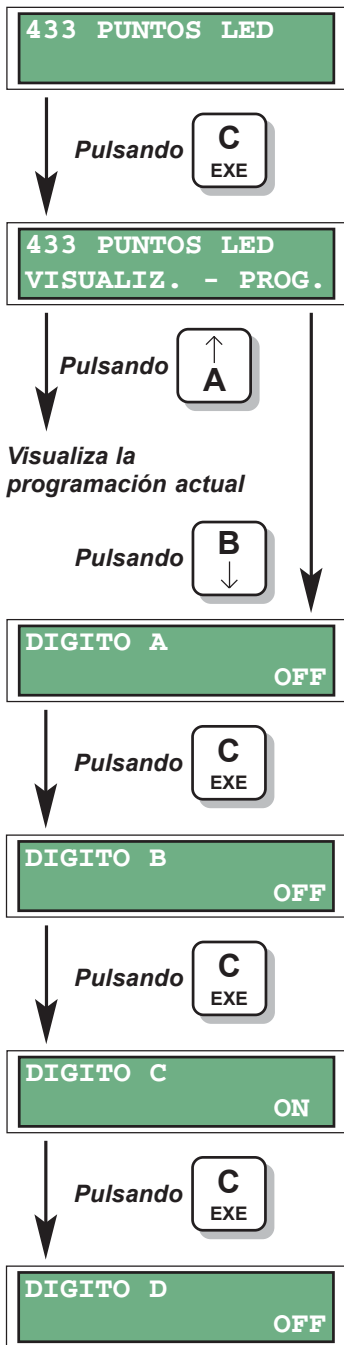 433 PUNTOS LED
Pulsando
C
EXE
433 PUNTOS LED
VISUALIZ. - PROG.
Pulsando
↑
A
Visualiza la
programación actual
Pulsando
B
↓
DIGITO A
OFF
Pulsando
C
EXE
DIGITO B
OFF
Pulsando
C
EXE
DIGITO C
ON
Pulsando
C
EXE
DIGITO D
OFF